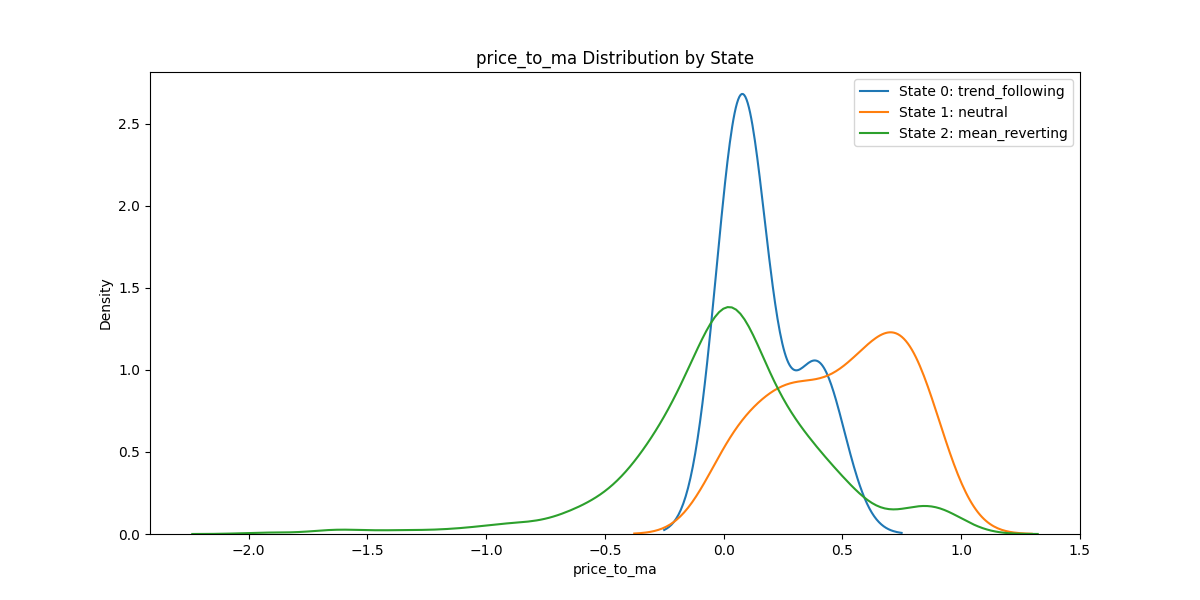 price_to_ma Distribution by State
State 0: trend_following
State 1: neutral
State 2: mean_reverting
Density
2.5
2.0
1.5
1.0
0.5
0.0
−2.0 −1.5 −1.0 −0.5 0.0 0.5 1.0 1.5
price_to_ma